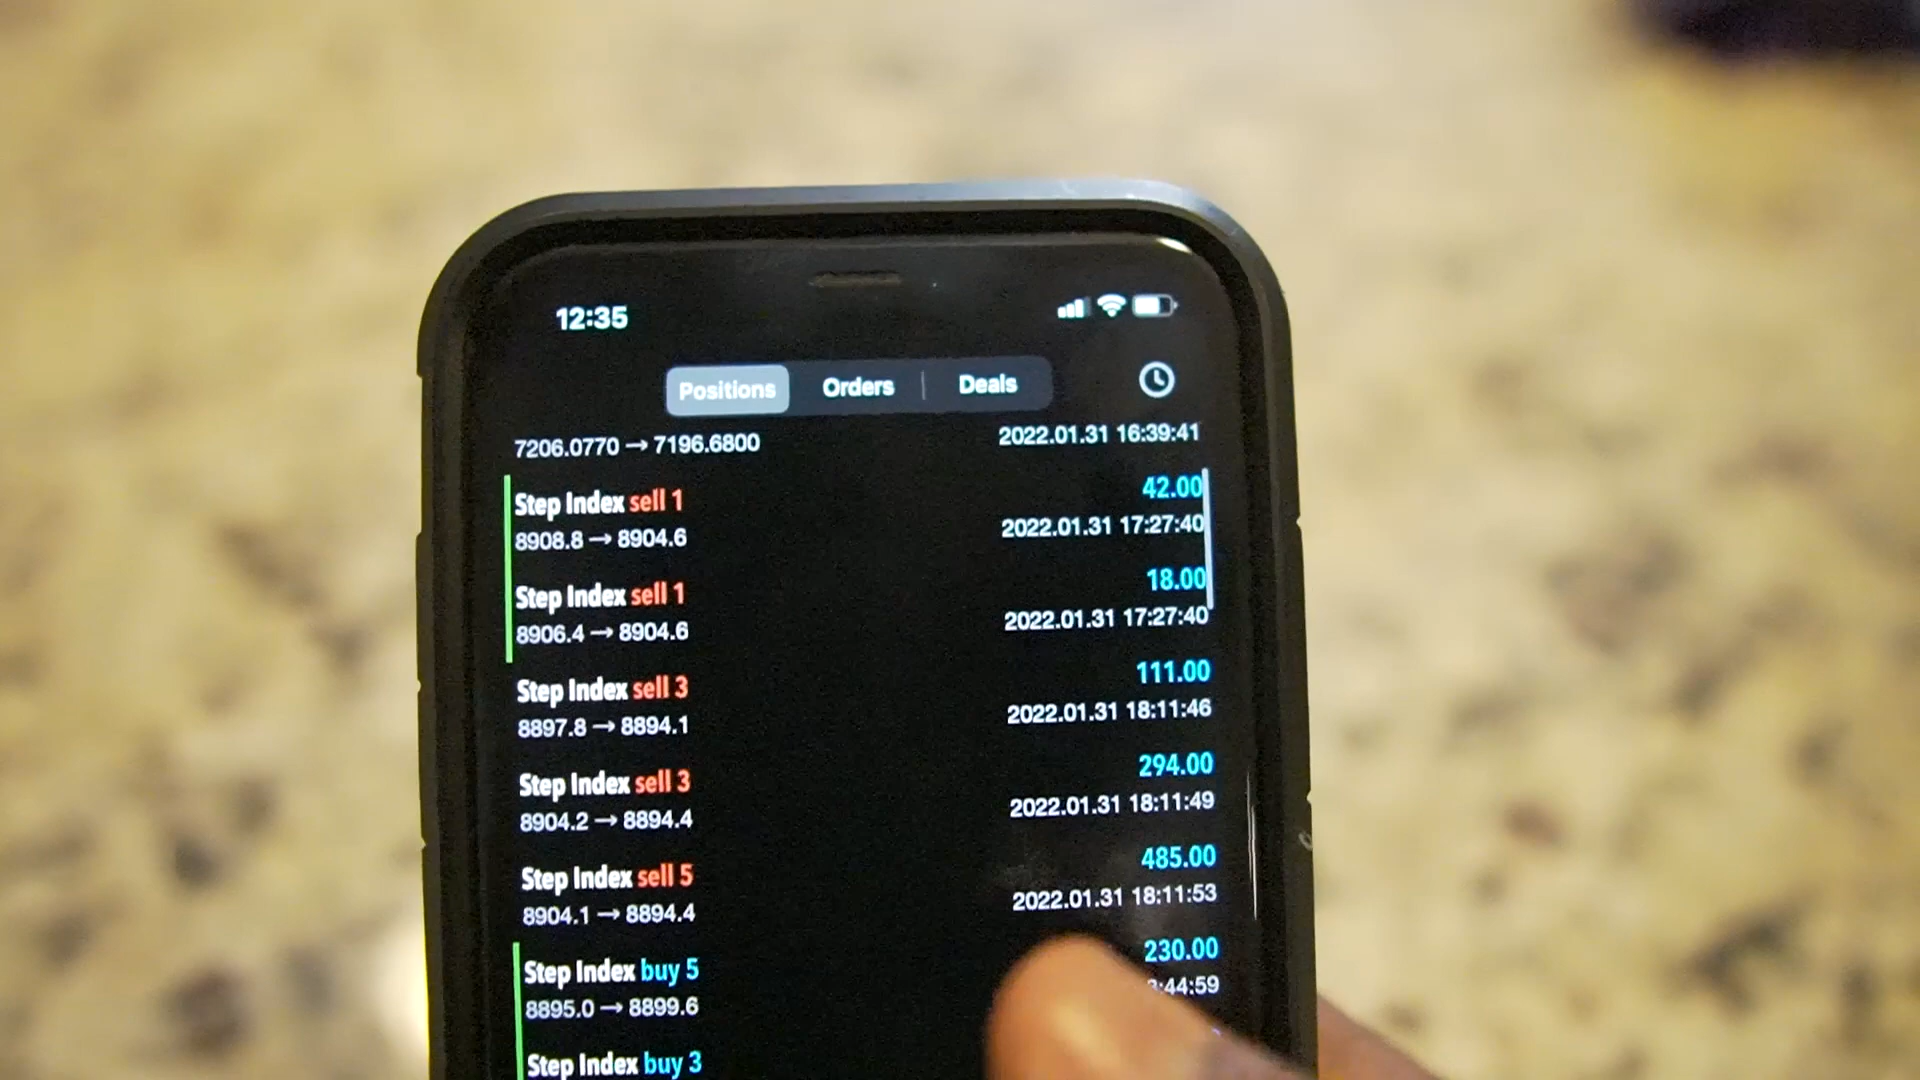 12:35
Positions Orders Deals
7206.0770 → 7196.6800 2022.01.31 16:39:41
Step Index sell 1 42.00
8908.8 → 8904.6 2022.01.31 17:27:40
Step Index sell 1 18.00
8906.4 → 8904.6 2022.01.31 17:27:40
Step Index sell 3 111.00
8897.8 → 8894.1 2022.01.31 18:11:46
Step Index sell 3 294.00
8904.2 → 8894.4 2022.01.31 18:11:49
Step Index sell 5 485.00
8904.1 → 8894.4 2022.01.31 18:11:53
Step Index buy 5 230.00
8895.0 → 8899.6 :44:59
Step Index buy 3